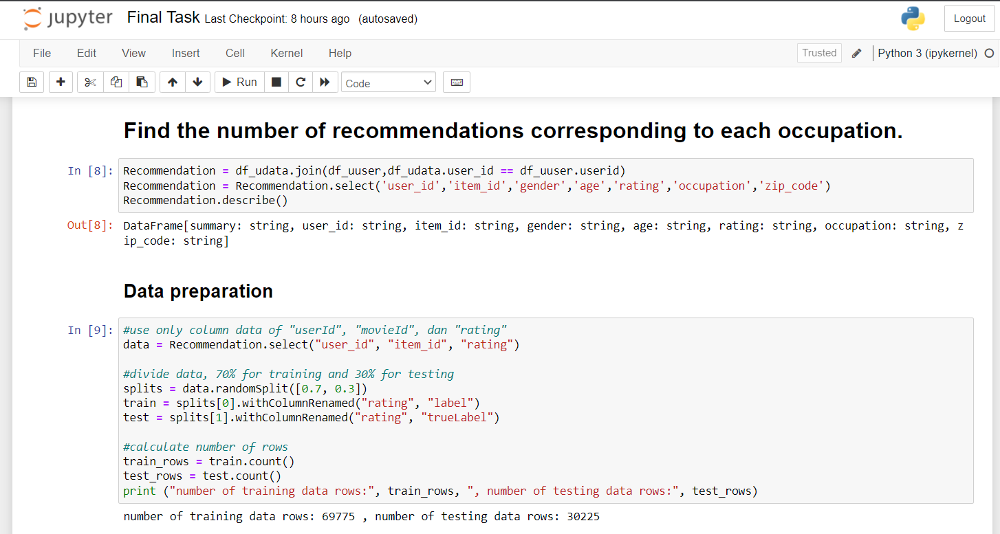 jupyter Final Task Last Checkpoint: 8 hours ago (autosaved) Logout
File Edit View Insert Cell Kernel Help Trusted Python 3 (ipykernel)
Run Code
Find the number of recommendations corresponding to each occupation.
In [8]: Recommendation = df_udata.join(df_uuser,df_udata.user_id == df_uuser.userid)
Recommendation = Recommendation.select('user_id','item_id','gender','age','rating','occupation','zip_code')
Recommendation.describe()
Out[8]: DataFrame[summary: string, user_id: string, item_id: string, gender: string, age: string, rating: string, occupation: string, z
ip_code: string]
Data preparation
In [9]: #use only column data of "userId", "movieId", dan "rating"
data = Recommendation.select("user_id", "item_id", "rating")
#divide data, 70% for training and 30% for testing
splits = data.randomSplit([0.7, 0.3])
train = splits[0].withColumnRenamed("rating", "label")
test = splits[1].withColumnRenamed("rating", "trueLabel")
#calculate number of rows
train_rows = train.count()
test_rows = test.count()
print ("number of training data rows:", train_rows, ", number of testing data rows:", test_rows)
number of training data rows: 69775 , number of testing data rows: 30225